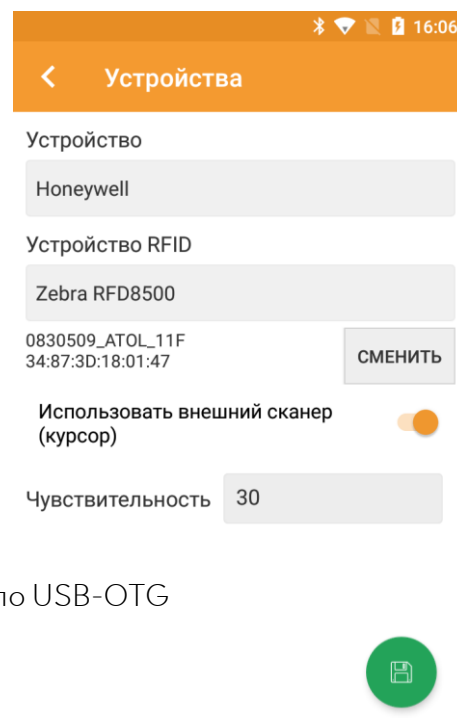 16:06
Устройства
Устройство
Honeywell
Устройство RFID
Zebra RFD8500
0830509_ATOL_11F
34:87:3D:18:01:47
СМЕНИТЬ
Использовать внешний сканер
(курсор)
Чувствительность 30
по USB-OTG